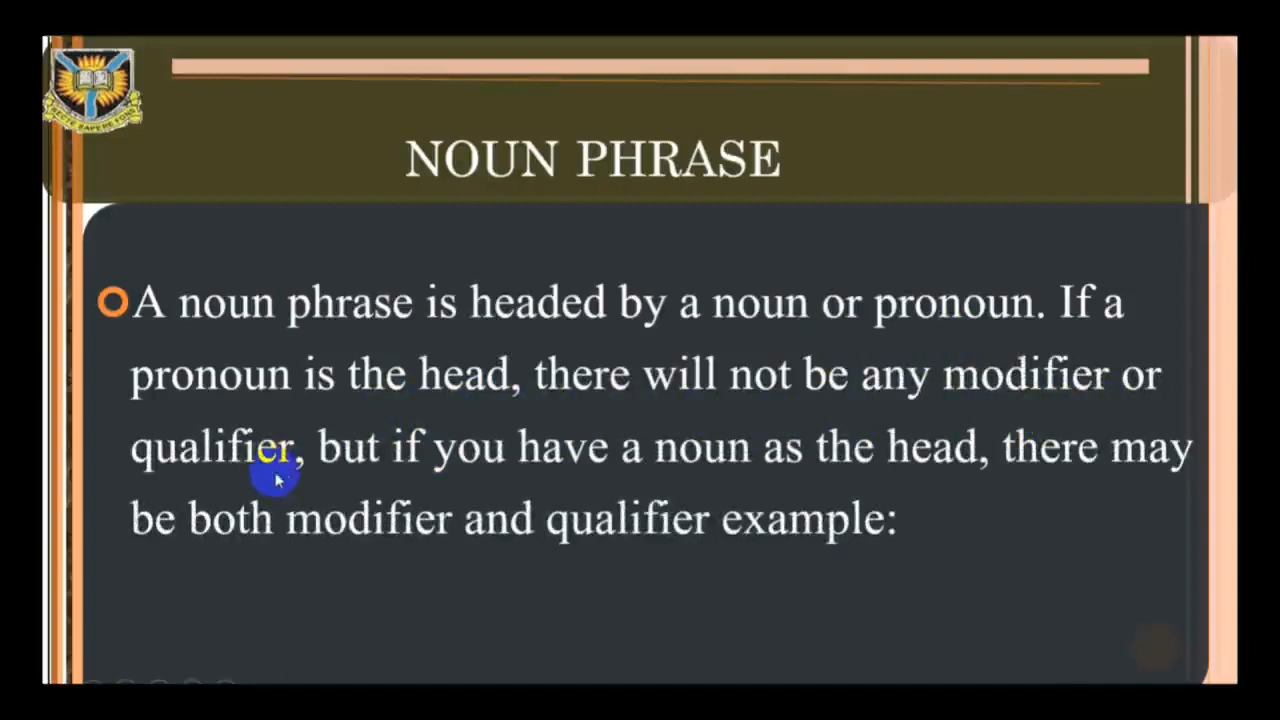 NOUN PHRASE
A noun phrase is headed by a noun or pronoun. If a
pronoun is the head, there will not be any modifier or
qualifier, but if you have a noun as the head, there may
be both modifier and qualifier example: